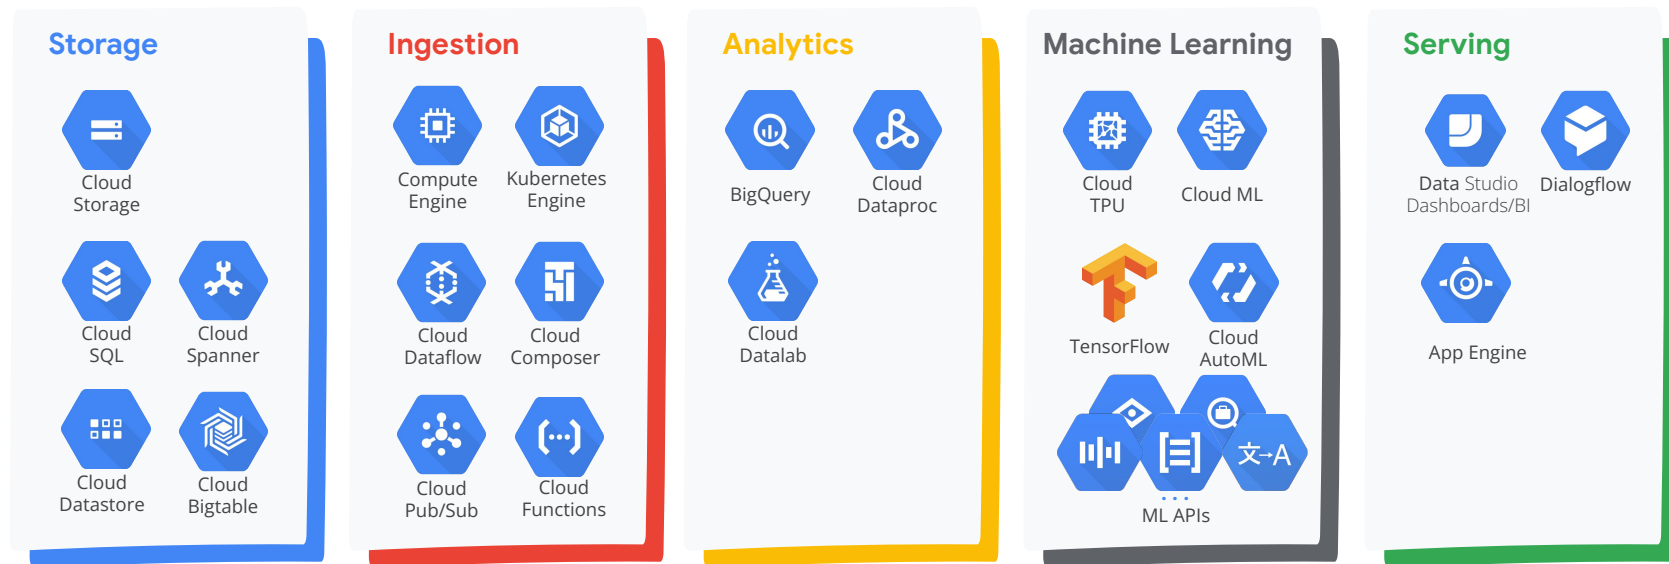 Storage
Cloud
Storage
Cloud
SQL
Cloud
Spanner
Cloud
Datastore
Cloud
Bigtable
Ingestion
Compute
Engine
Kubernetes
Engine
Cloud
Dataflow
Cloud
Composer
Cloud
Pub/Sub
Cloud
Functions
Analytics
BigQuery
Cloud
Dataproc
Cloud
Datalab
Machine Learning
Cloud
TPU
Cloud ML
TensorFlow
Cloud
AutoML
文→A
...
ML APIs
Serving
Data Studio
Dashboards/BI
Dialogflow
App Engine